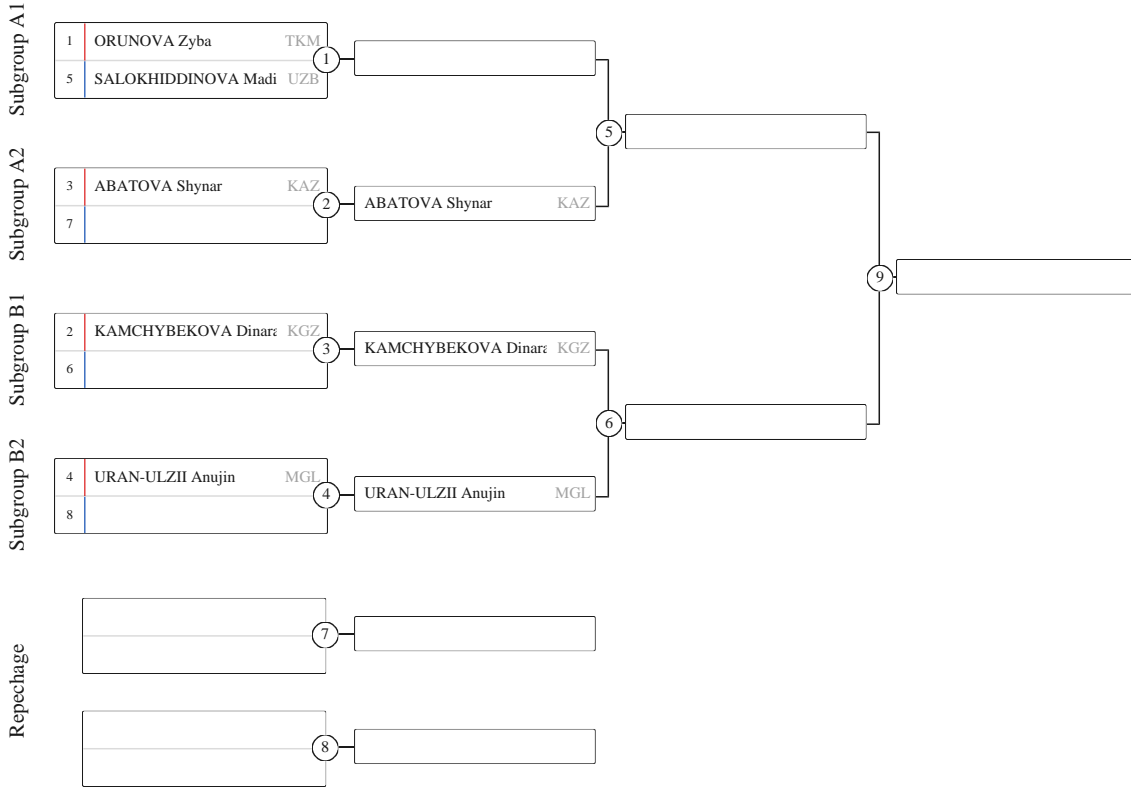 Subgroup A1
1 ORUNOVA Zyba TKM
5 SALOKHIDDINOVA Madi UZB
1
5
Subgroup A2
3 ABATOVA Shynar KAZ
7
2
ABATOVA Shynar KAZ
9
Subgroup B1
2 KAMCHYBEKOVA Dinara KGZ
6
3
KAMCHYBEKOVA Dinara KGZ
6
Subgroup B2
4 URAN-ULZII Anujin MGL
8
4
URAN-ULZII Anujin MGL
Repechage
7
8